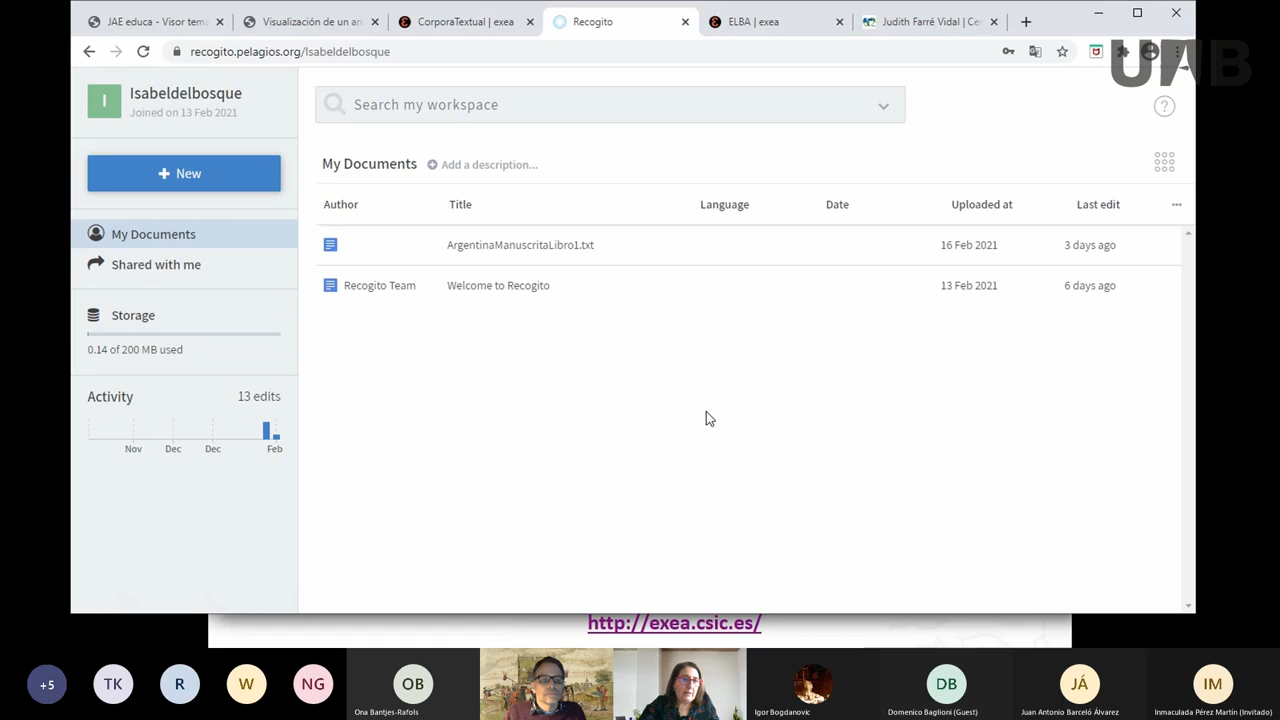 JAE educa - Visor tema
Visualización de un an
CorporaTextual | exea
Recogito
ELBA | exea
Judith Farré Vidal | Cen
recogito.pelagios.org/Isabeldelbosque
UAB
I
Isabeldelbosque
Joined on 13 Feb 2021
Search my workspace
New
My Documents
Add a description...
Author Title Language Date Uploaded at Last edit
My Documents
ArgentinaManuscritaLibro1.txt 16 Feb 2021 3 days ago
Shared with me
Recogito Team Welcome to Recogito 13 Feb 2021 6 days ago
Storage
0.14 of 200 MB used
Activity 13 edits
Nov Dec Dec Feb
http://exea.csic.es/
+5 TK R W NG OB DB JÁ IM
Ona Bantjes-Rafols
Igor Bogdanovic
Domenico Baglioni (Guest)
Juan Antonio Barceló Álvarez
Inmaculada Pérez Martín (Invitado)